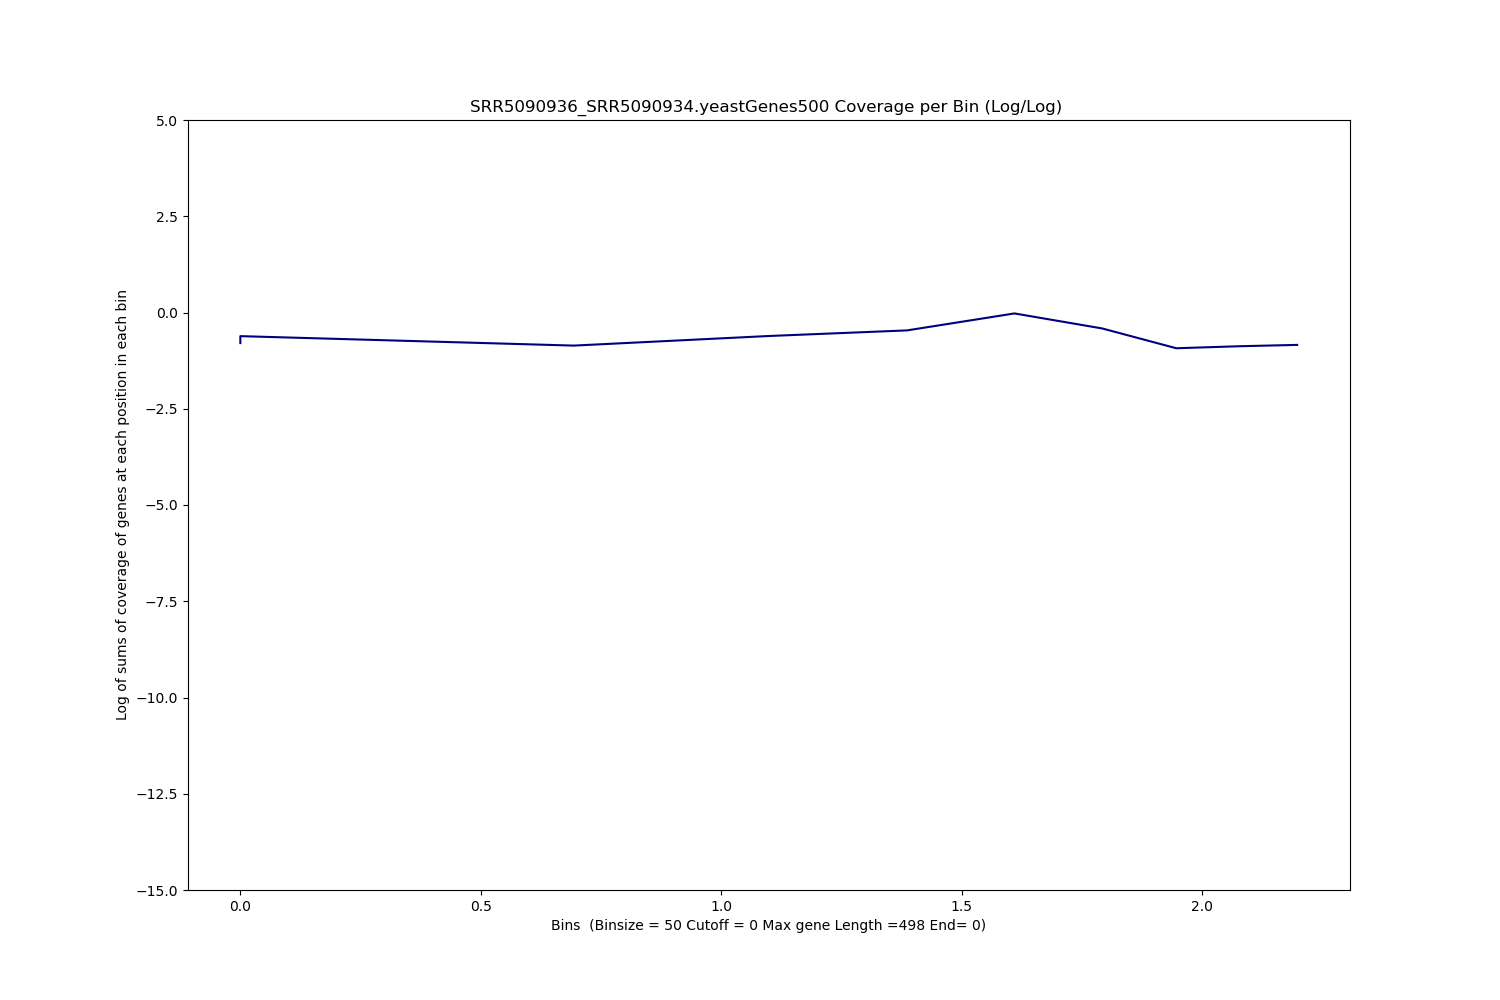 SRR5090936_SRR5090934.yeastGenes500 Coverage per Bin (Log/Log)
Log of sums of coverage of genes at each position in each bin
5.0
2.5
0.0
−2.5
−5.0
−7.5
−10.0
−12.5
−15.0
0.0 0.5 1.0 1.5 2.0
Bins  (Binsize = 50 Cutoff = 0 Max gene Length =498 End= 0)